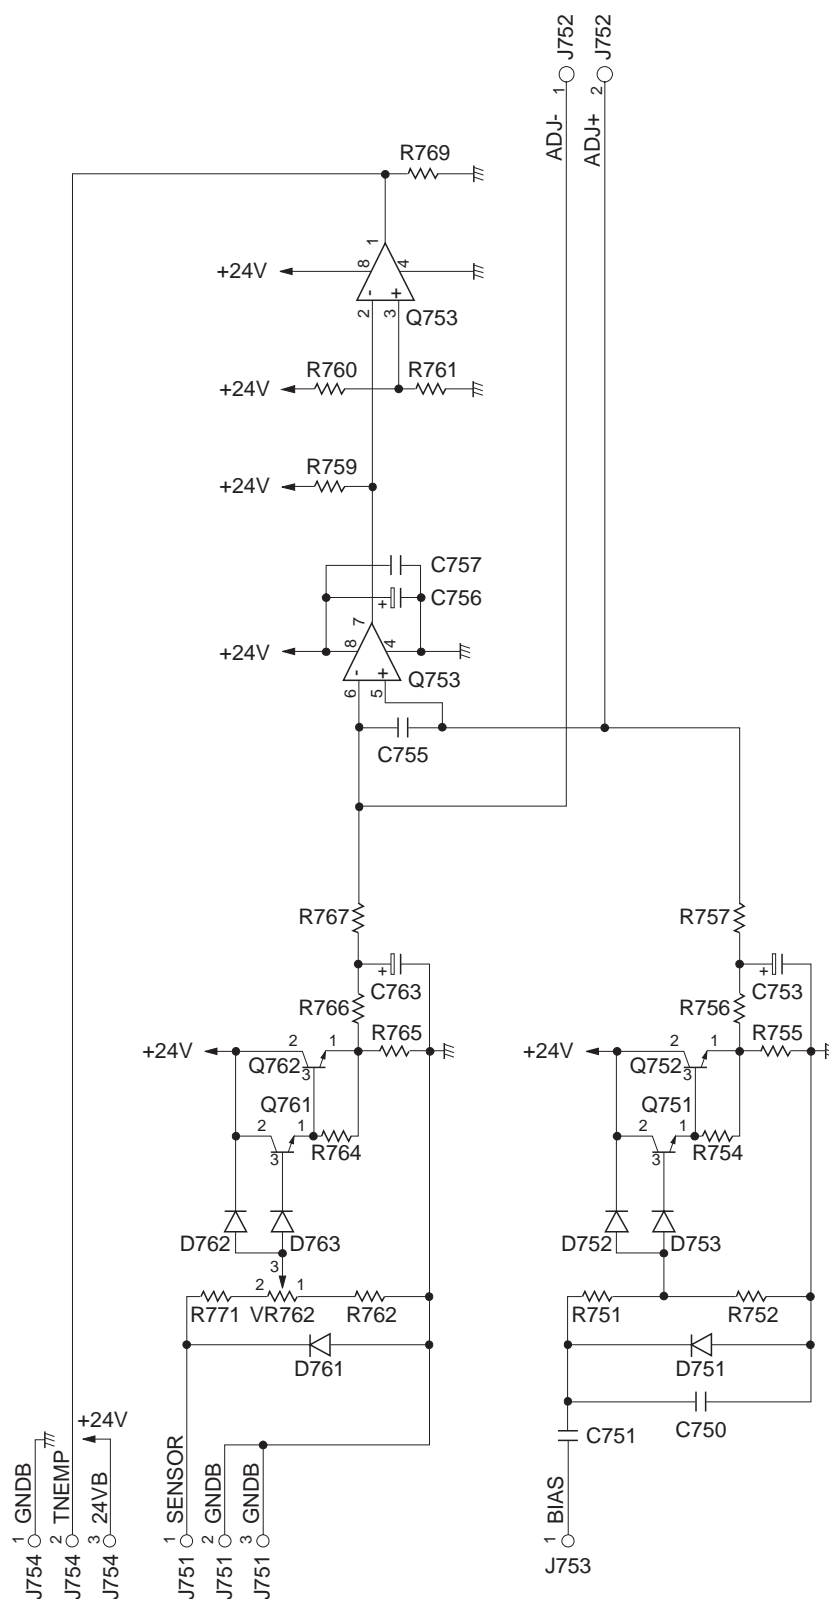 J752
J752
1
2
ADJ-
ADJ+
R769
1
+24V
8
4
-
+
2
3
Q753
R760
R761
+24V
R759
+24V
C757
+
C756
7
+24V
8
4
-
+
Q753
6
5
C755
R767
R757
+
C763
+
C753
R766
R756
+24V
2
1
R765
+24V
2
1
R755
Q762
3
Q752
3
Q761
Q751
2
1
R764
2
1
R754
3
3
D762
D763
D752
D753
3
2
1
R771
VR762
R762
R751
R752
D761
D751
C751
C750
+24V
GNDB
TNEMP
24VB
SENSOR
GNDB
GNDB
BIAS
1
2
3
1
2
3
1
J754
J754
J754
J751
J751
J751
J753